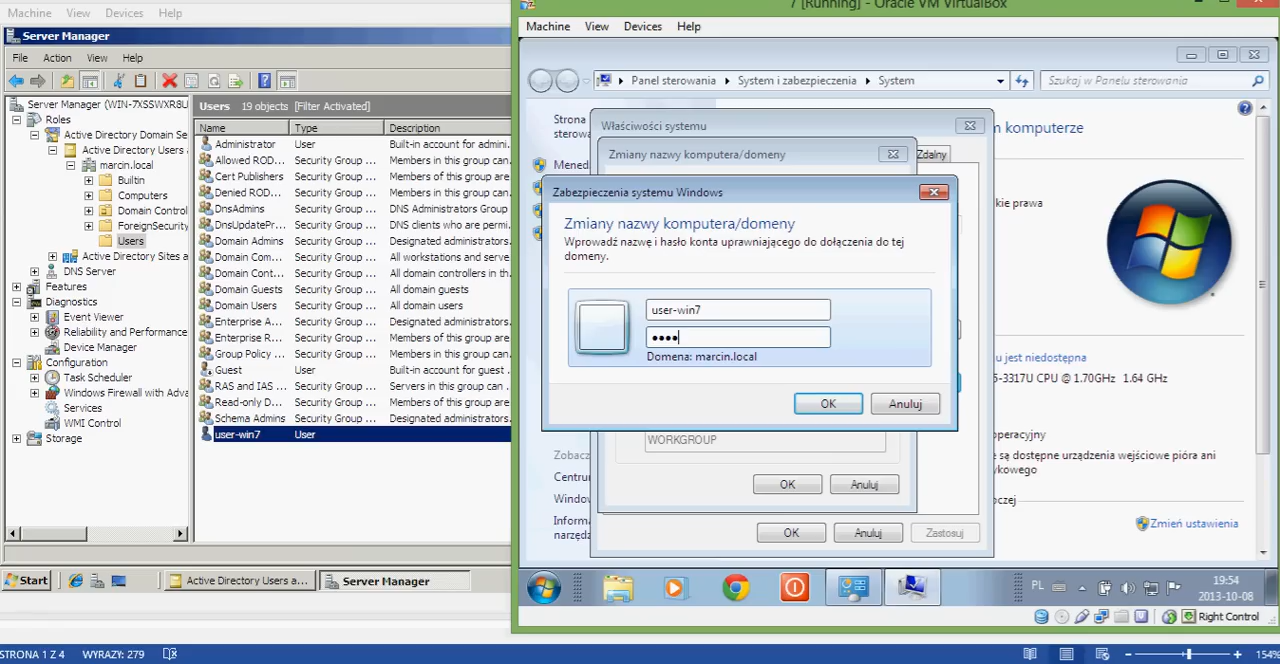 Machine View Devices Help
Server Manager
File Action View Help
Server Manager (WIN-7XSSWXR8L
Roles
Active Directory Domain Se
Active Directory Users
marcin.local
Builtin
Computers
Domain Control
ForeignSecurity
Users
Active Directory Sites a
DNS Server
Features
Diagnostics
Event Viewer
Reliability and Performance
Device Manager
Configuration
Task Scheduler
Windows Firewall with Adva
Services
WMI Control
Storage
Users 19 objects [Filter Activated]
Name Type Description
Administrator User Built-in account for admini...
Allowed ROD... Security Group ... Members in this group can...
Cert Publishers Security Group ... Members of this group are...
Denied ROD... Security Group ... Members in this group can...
DnsAdmins Security Group ... DNS Administrators Group
DnsUpdatePr... Security Group ... DNS clients who are permi...
Domain Admins Security Group ... Designated administrators...
Domain Com... Security Group ... All workstations and serve...
Domain Cont... Security Group ... All domain controllers in th...
Domain Guests Security Group ... All domain guests
Domain Users Security Group ... All domain users
Enterprise A... Security Group ... Designated administrators...
Enterprise R... Security Group ... Members of this group are...
Group Policy ... Security Group ... Members in this group can...
Guest User Built-in account for guest ...
RAS and IAS ... Security Group ... Servers in this group can ...
Read-only D... Security Group ... Members of this group are...
Schema Admins Security Group ... Designated administrators...
user-win7 User
Start Active Directory Users a... Server Manager
7 [Running] - Oracle VM VirtualBox
Machine View Devices Help
Panel sterowania System i zabezpieczenia System
Szukaj w Panelu sterowania
Strona
sterowa
Menedż
m komputerze
ie prawa
Właściwości systemu
Zdalny
Zmiany nazwy komputera/domeny
Zabezpieczenia systemu Windows
Zmiany nazwy komputera/domeny
Wprowadź nazwę i hasło konta uprawniającego do dołączenia do tej
domeny.
user-win7
••••
Domena: marcin.local
OK Anuluj
WORKGROUP
OK Anuluj
OK Anuluj Zastosuj
u jest niedostępna
5-3317U CPU @ 1.70GHz 1.64 GHz
operacyjny
e są dostępne urządzenia wejściowe pióra ani
ykowego
oczej
Zmień ustawienia
Zobacz
Centrum
Window
Informa
narzędz
PL 19:54
2013-10-08
Right Control
STRONA 1 Z 4 WYRAZY: 279 154%